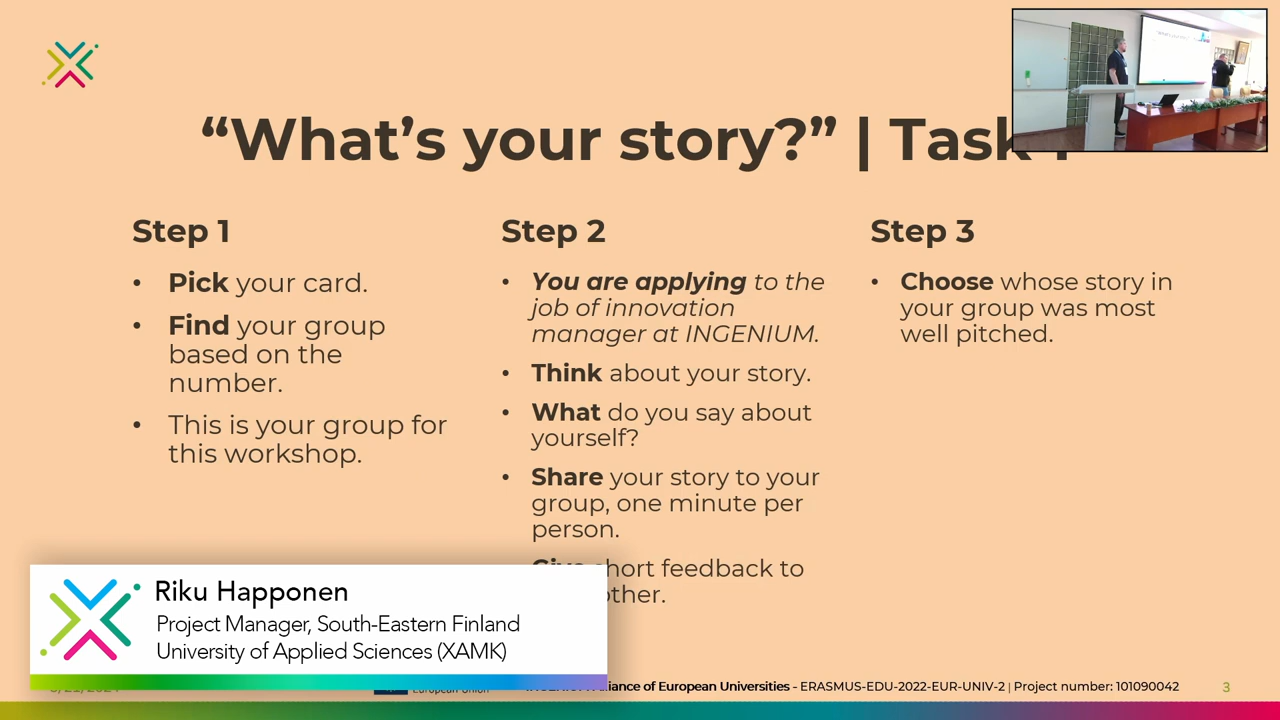 “What’s your story?” | Task
Step 1
• Pick your card.
• Find your group
based on the
number.
• This is your group for
this workshop.
Step 2
• You are applying to the
job of innovation
manager at INGENIUM.
• Think about your story.
• What do you say about
yourself?
• Share your story to your
group, one minute per
person.
short feedback to
other.
Step 3
• Choose whose story in
your group was most
well pitched.
Riku Happonen
Project Manager, South-Eastern Finland
University of Applied Sciences (XAMK)
European Union
Alliance of European Universities - ERASMUS-EDU-2022-EUR-UNIV-2 | Project number: 101090042
3